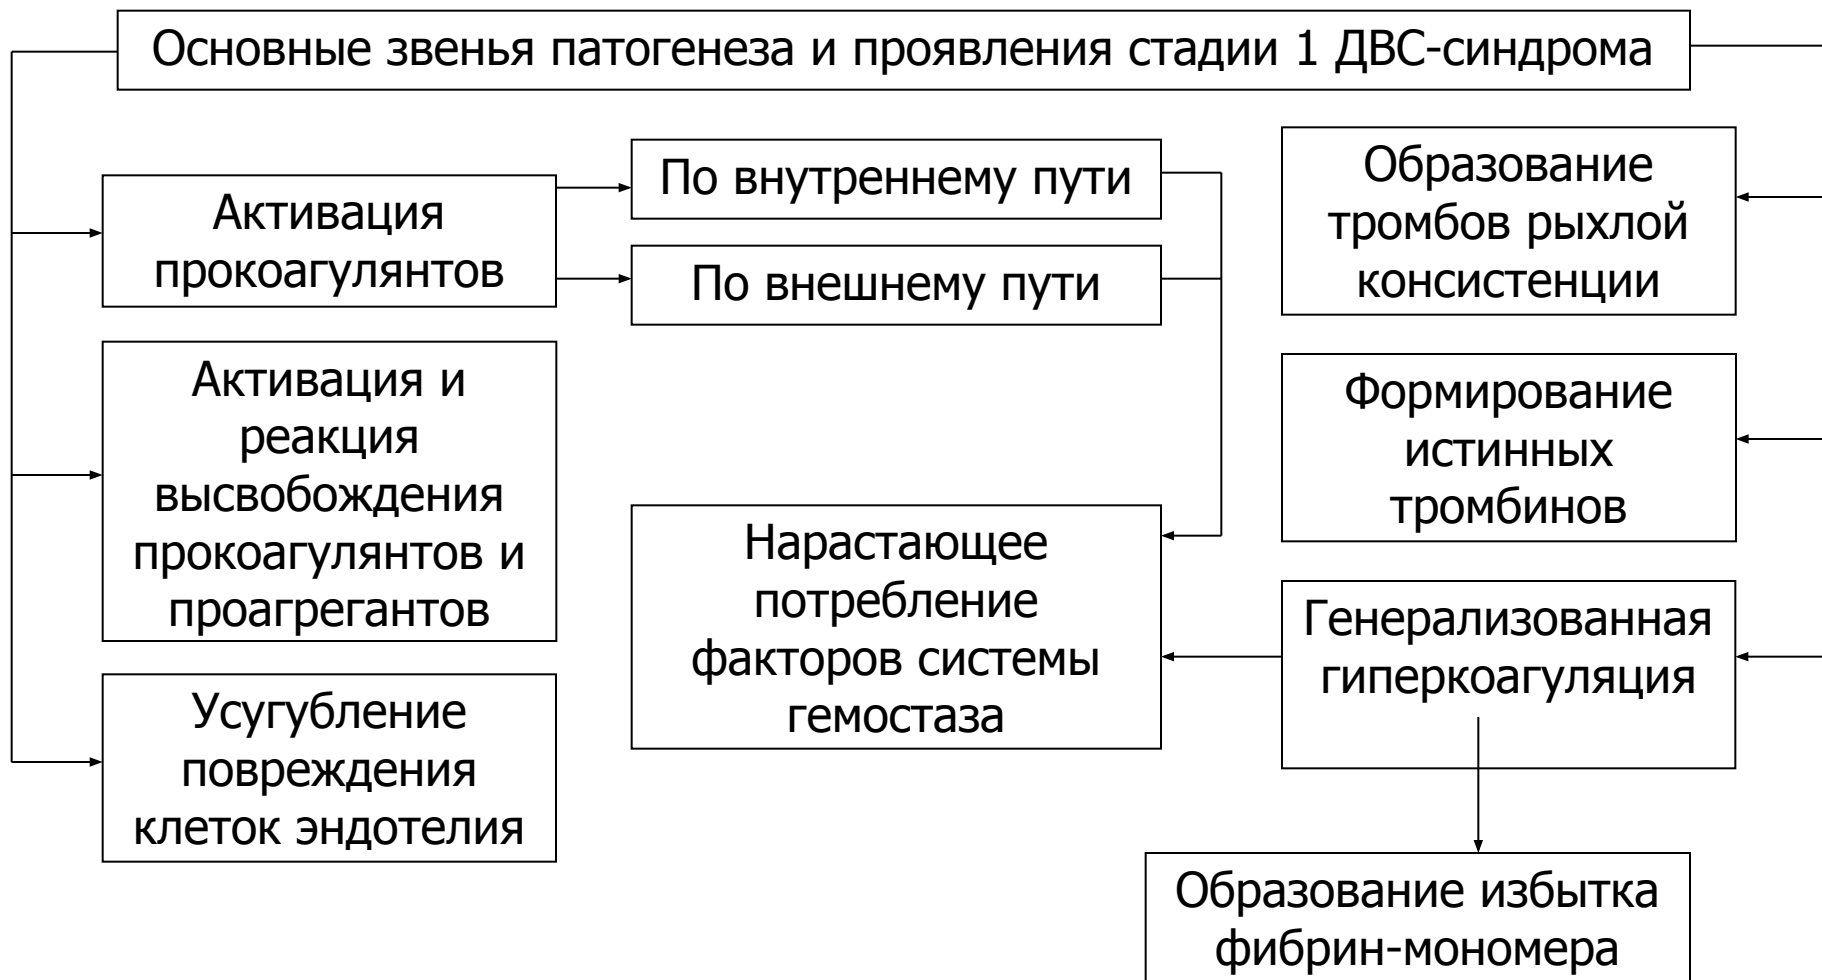 Основные звенья патогенеза и проявления стадии 1 ДВС-синдрома
Активация
прокоагулянтов
По внутреннему пути
По внешнему пути
Образование
тромбов рыхлой
консистенции
Активация и
реакция
высвобождения
прокоагулянтов и
проагрегантов
Формирование
истинных
тромбинов
Нарастающее
потребление
факторов системы
гемостаза
Генерализованная
гиперкоагуляция
Усугубление
повреждения
клеток эндотелия
Образование избытка
фибрин-мономера